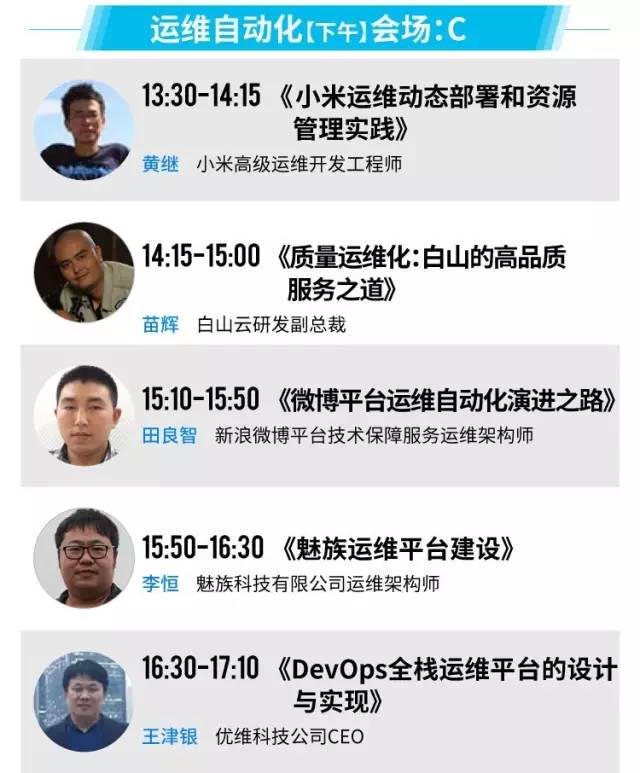 运维自动化【下午】会场：C
13:30-14:15 《小米运维动态部署和资源
管理实践》
黄继 小米高级运维开发工程师
14:15-15:00 《质量运维化：白山的高品质
服务之道》
苗辉 白山云研发副总裁
15:10-15:50 《微博平台运维自动化演进之路》
田良智 新浪微博平台技术保障服务运维架构师
15:50-16:30 《魅族运维平台建设》
李恒 魅族科技有限公司运维架构师
16:30-17:10 《DevOps全栈运维平台的设计
与实现》
王津银 优维科技公司CEO